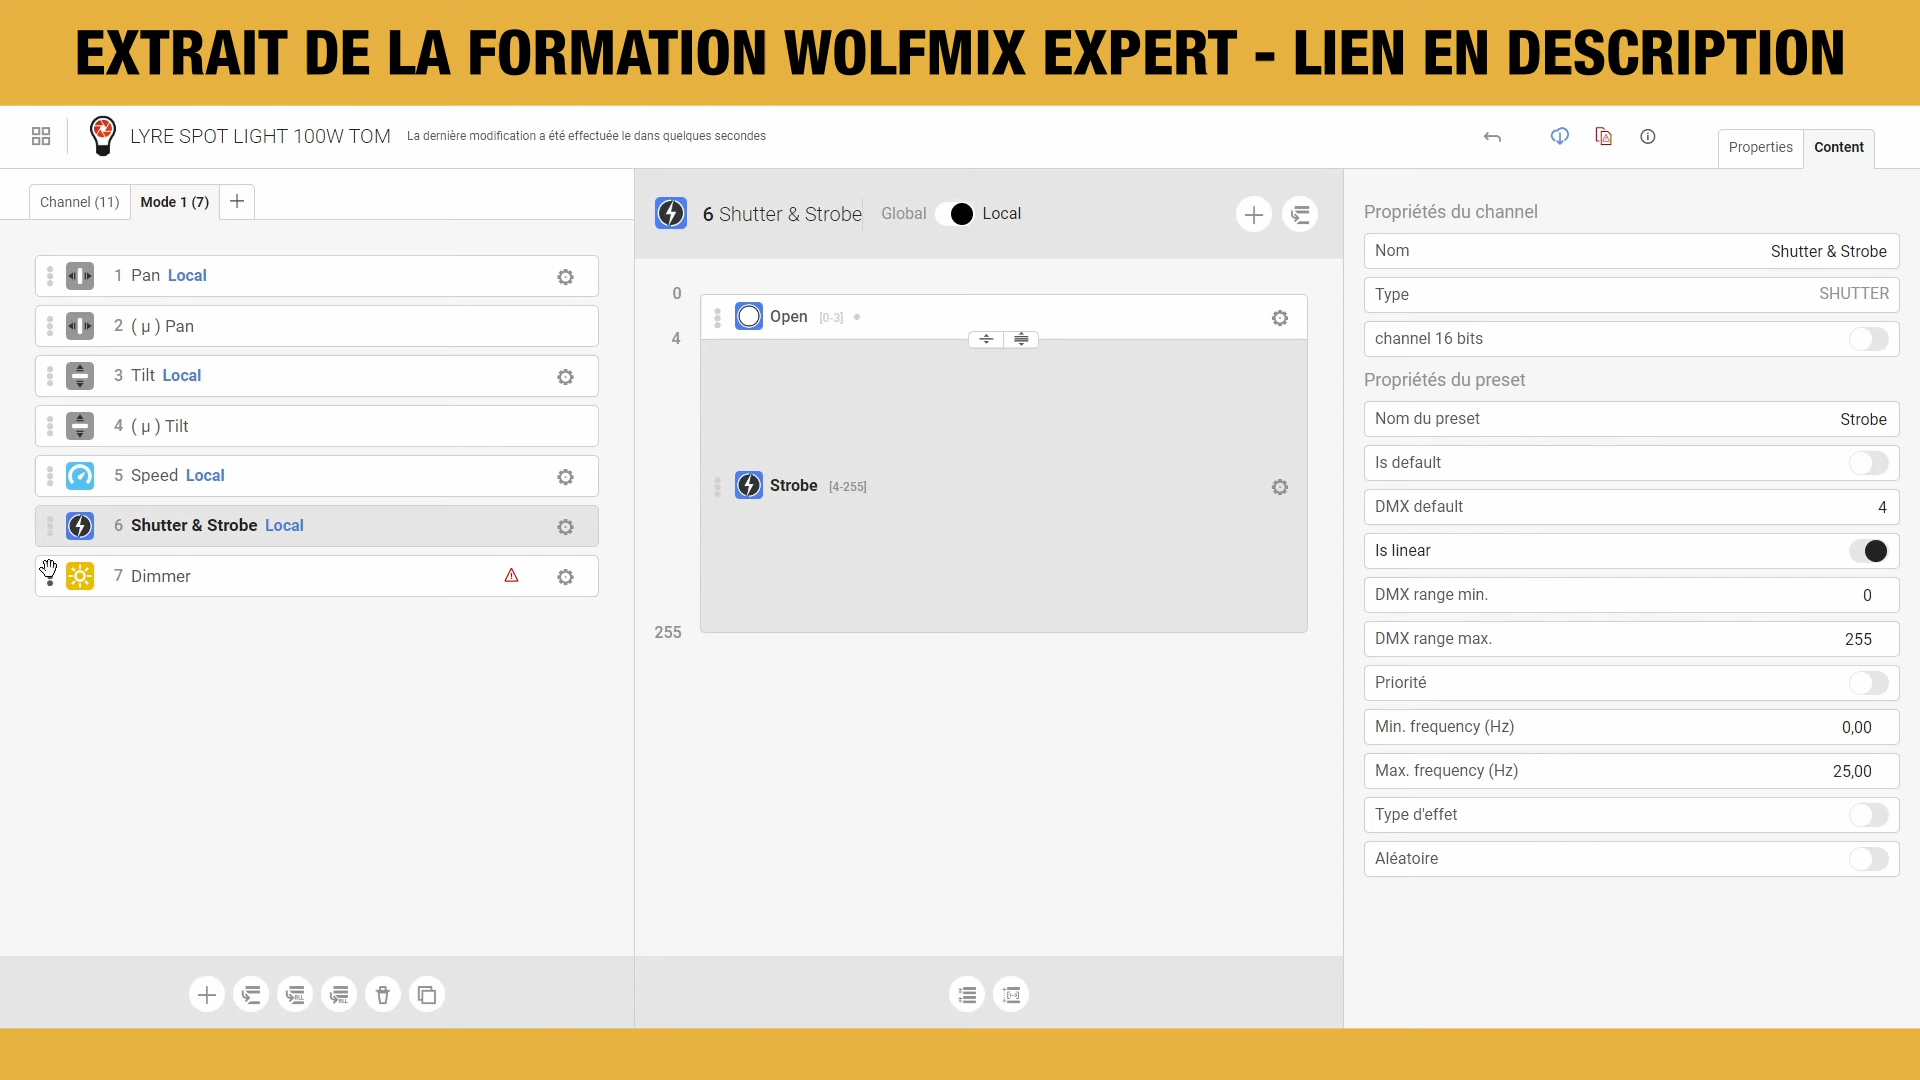 EXTRAIT DE LA FORMATION WOLFMIX EXPERT - LIEN EN DESCRIPTION
LYRE SPOT LIGHT 100W TOM La dernière modification a été effectuée le dans quelques secondes
Properties Content
Channel (11) Mode 1 (7)
1 Pan Local
2 ( µ ) Pan
3 Tilt Local
4 ( µ ) Tilt
5 Speed Local
6 Shutter & Strobe Local
7 Dimmer
6 Shutter & Strobe Global Local
0
Open [0-3]
4
Strobe [4-255]
255
Propriétés du channel
Nom Shutter & Strobe
Type SHUTTER
channel 16 bits
Propriétés du preset
Nom du preset Strobe
Is default
DMX default 4
Is linear
DMX range min. 0
DMX range max. 255
Priorité
Min. frequency (Hz) 0,00
Max. frequency (Hz) 25,00
Type d'effet
Aléatoire